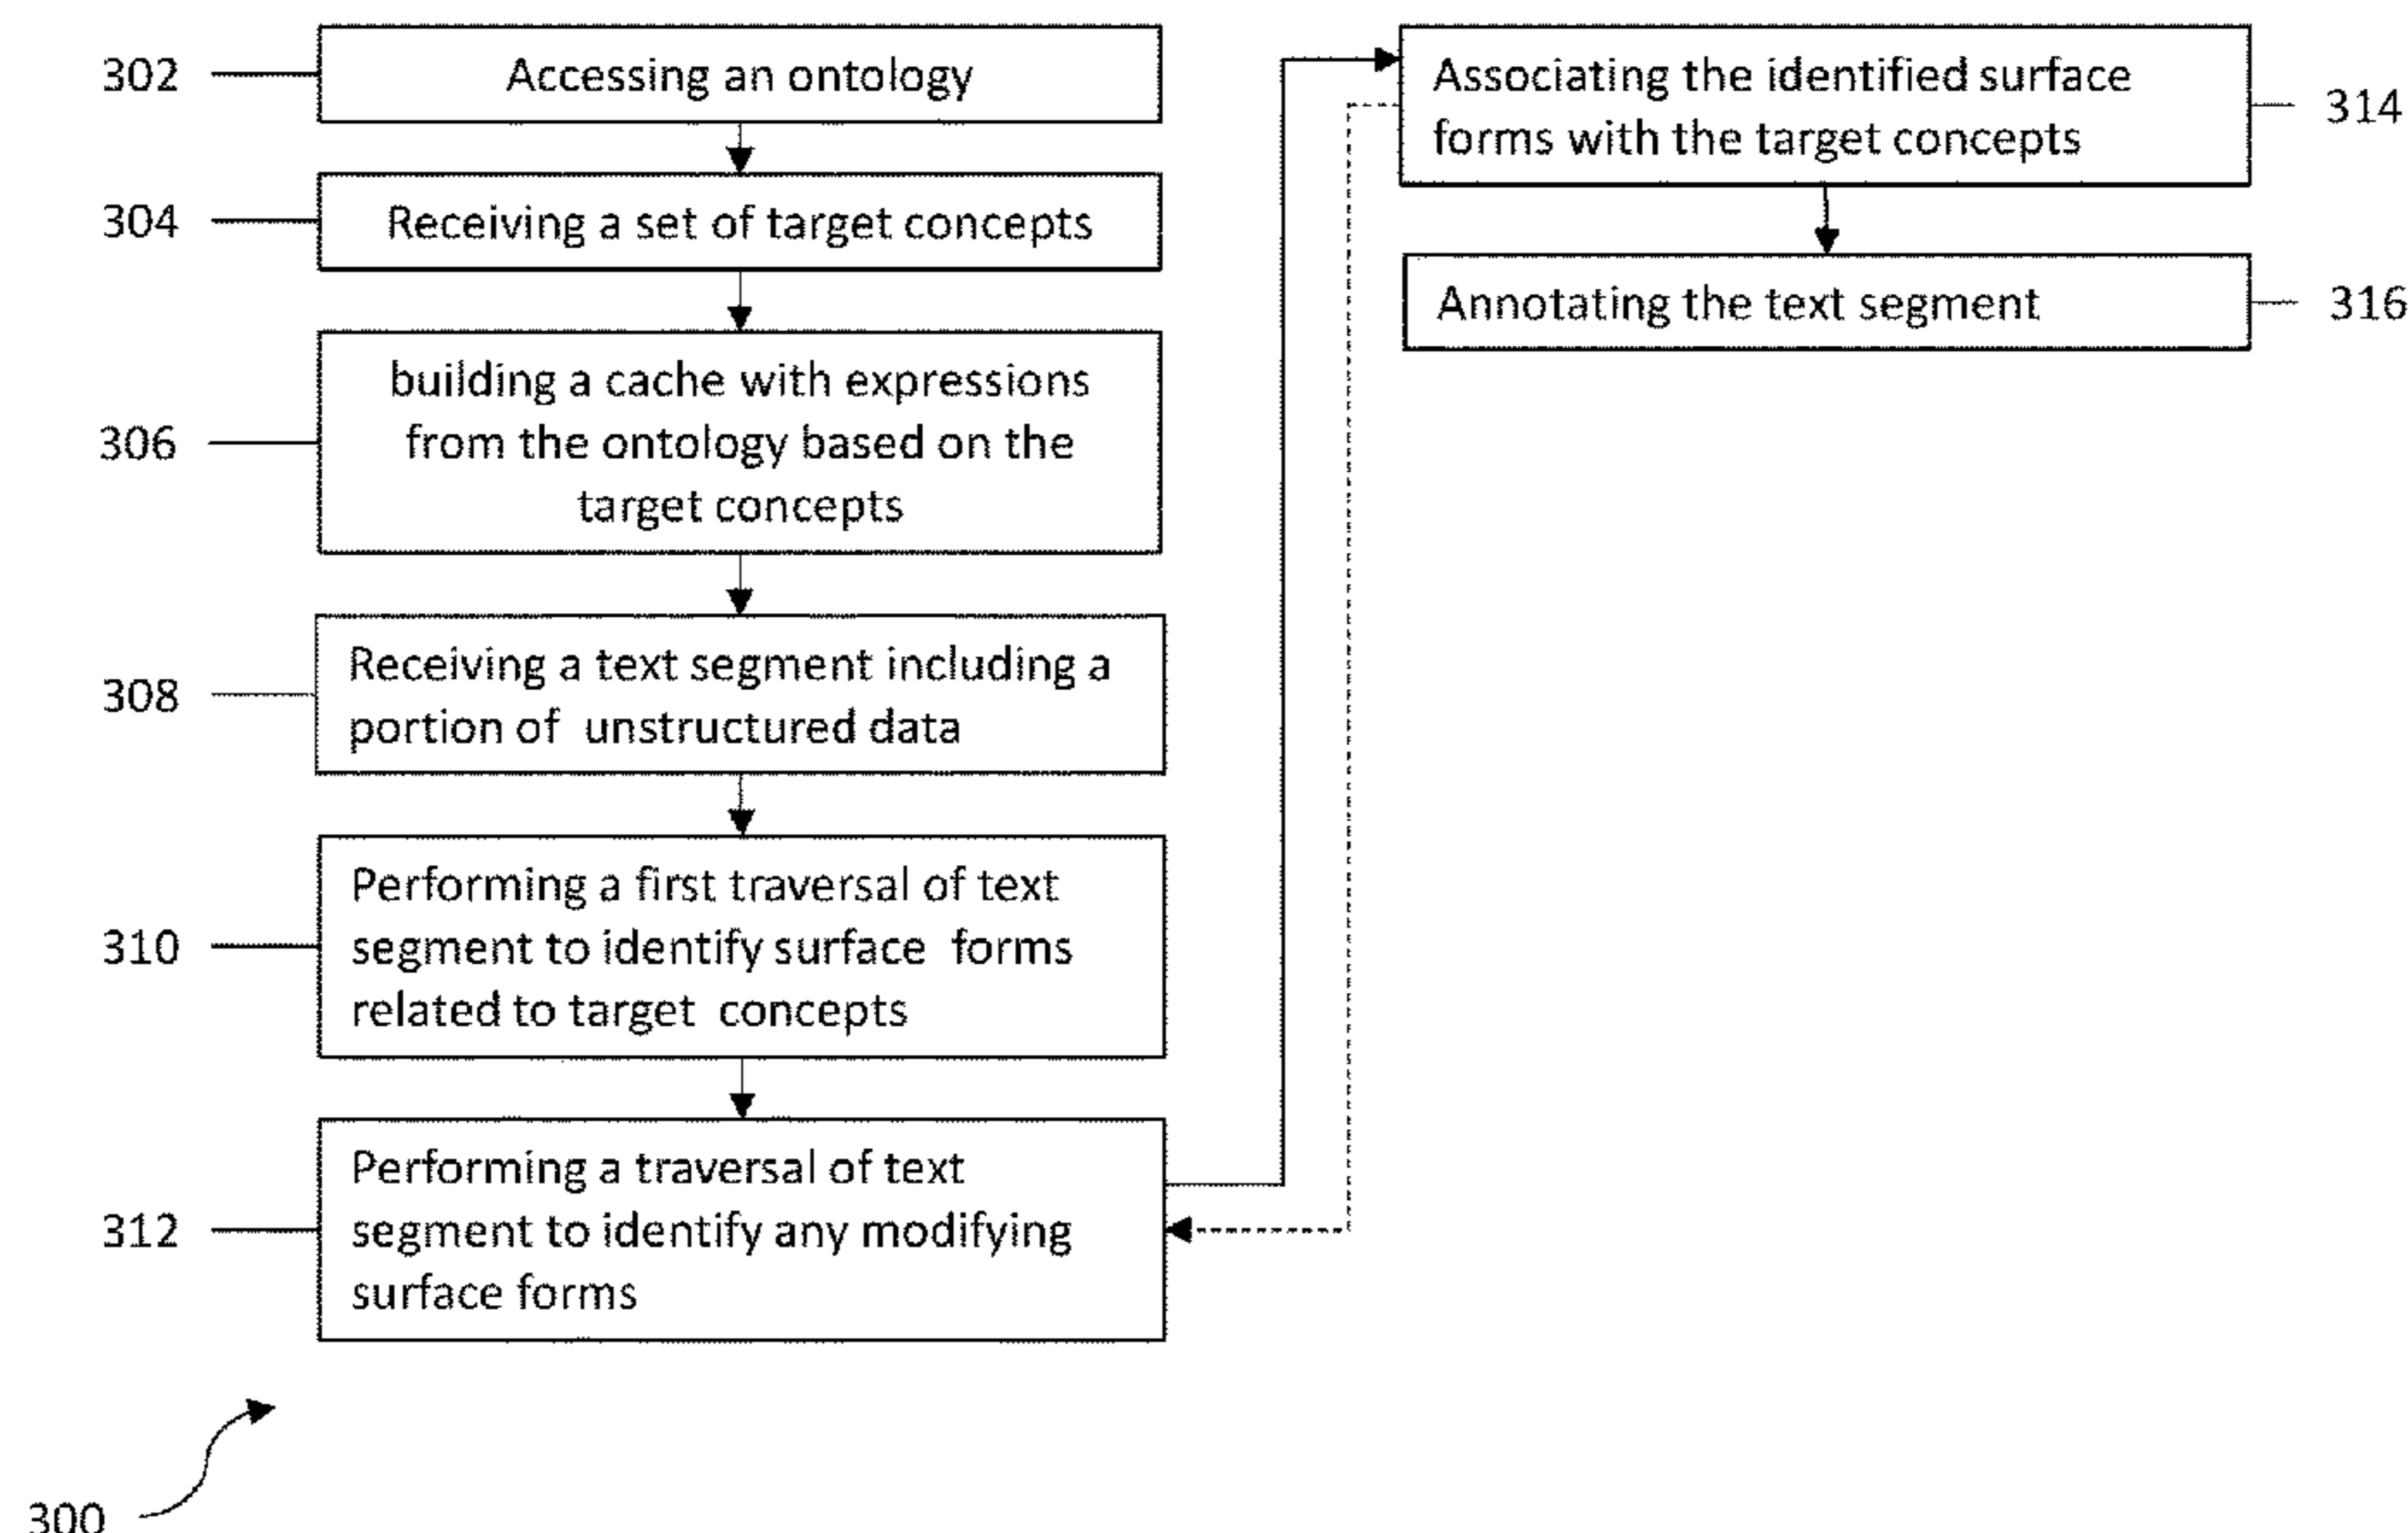 302
Accessing an ontology
304
Receiving a set of target concepts
306
building a cache with expressions
from the ontology based on the
target concepts
308
Receiving a text segment including a
portion of unstructured data
310
Performing a first traversal of text
segment to identify surface forms
related to target concepts
312
Performing a traversal of text
segment to identify any modifying
surface forms
Associating the identified surface
forms with the target concepts
314
Annotating the text segment
316
300